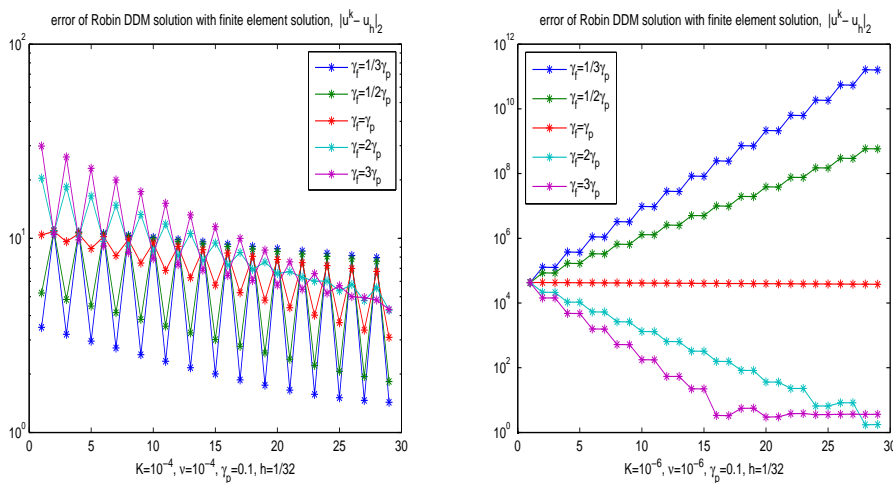 error of Robin DDM solution with finite element solution, |u^k − u_h|_2
10^2
10^1
10^0
0 5 10 15 20 25 30
γ_f=1/3γ_p
γ_f=1/2γ_p
γ_f=γ_p
γ_f=2γ_p
γ_f=3γ_p
K=10^{-4}, ν=10^{-4}, γ_p=0.1, h=1/32
error of Robin DDM solution with finite element solution, |u^k − u_h|_2
10^12
10^10
10^8
10^6
10^4
10^2
10^0
0 5 10 15 20 25 30
γ_f=1/3γ_p
γ_f=1/2γ_p
γ_f=γ_p
γ_f=2γ_p
γ_f=3γ_p
K=10^{-6}, ν=10^{-6}, γ_p=0.1, h=1/32